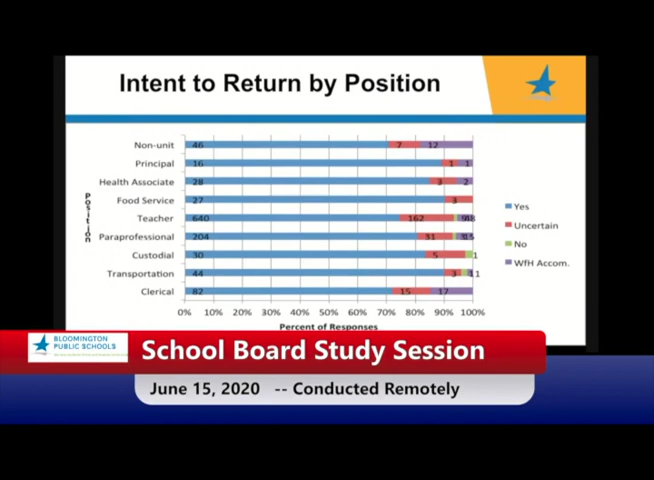 Intent to Return by Position
Non-unit 46 7 12
Principal 16 1 1
Health Associate 28 3 2
Food Service 27 3
Teacher 640 162
Paraprofessional 204 31
Custodial 30 5 1
Transportation 44 3
Clerical 82 15 17
Position
Yes
Uncertain
No
WfH Accom.
0% 10% 20% 30% 40% 50% 60% 70% 80% 90% 100%
Percent of Responses
BLOOMINGTON
PUBLIC SCHOOLS
School Board Study Session
June 15, 2020 -- Conducted Remotely